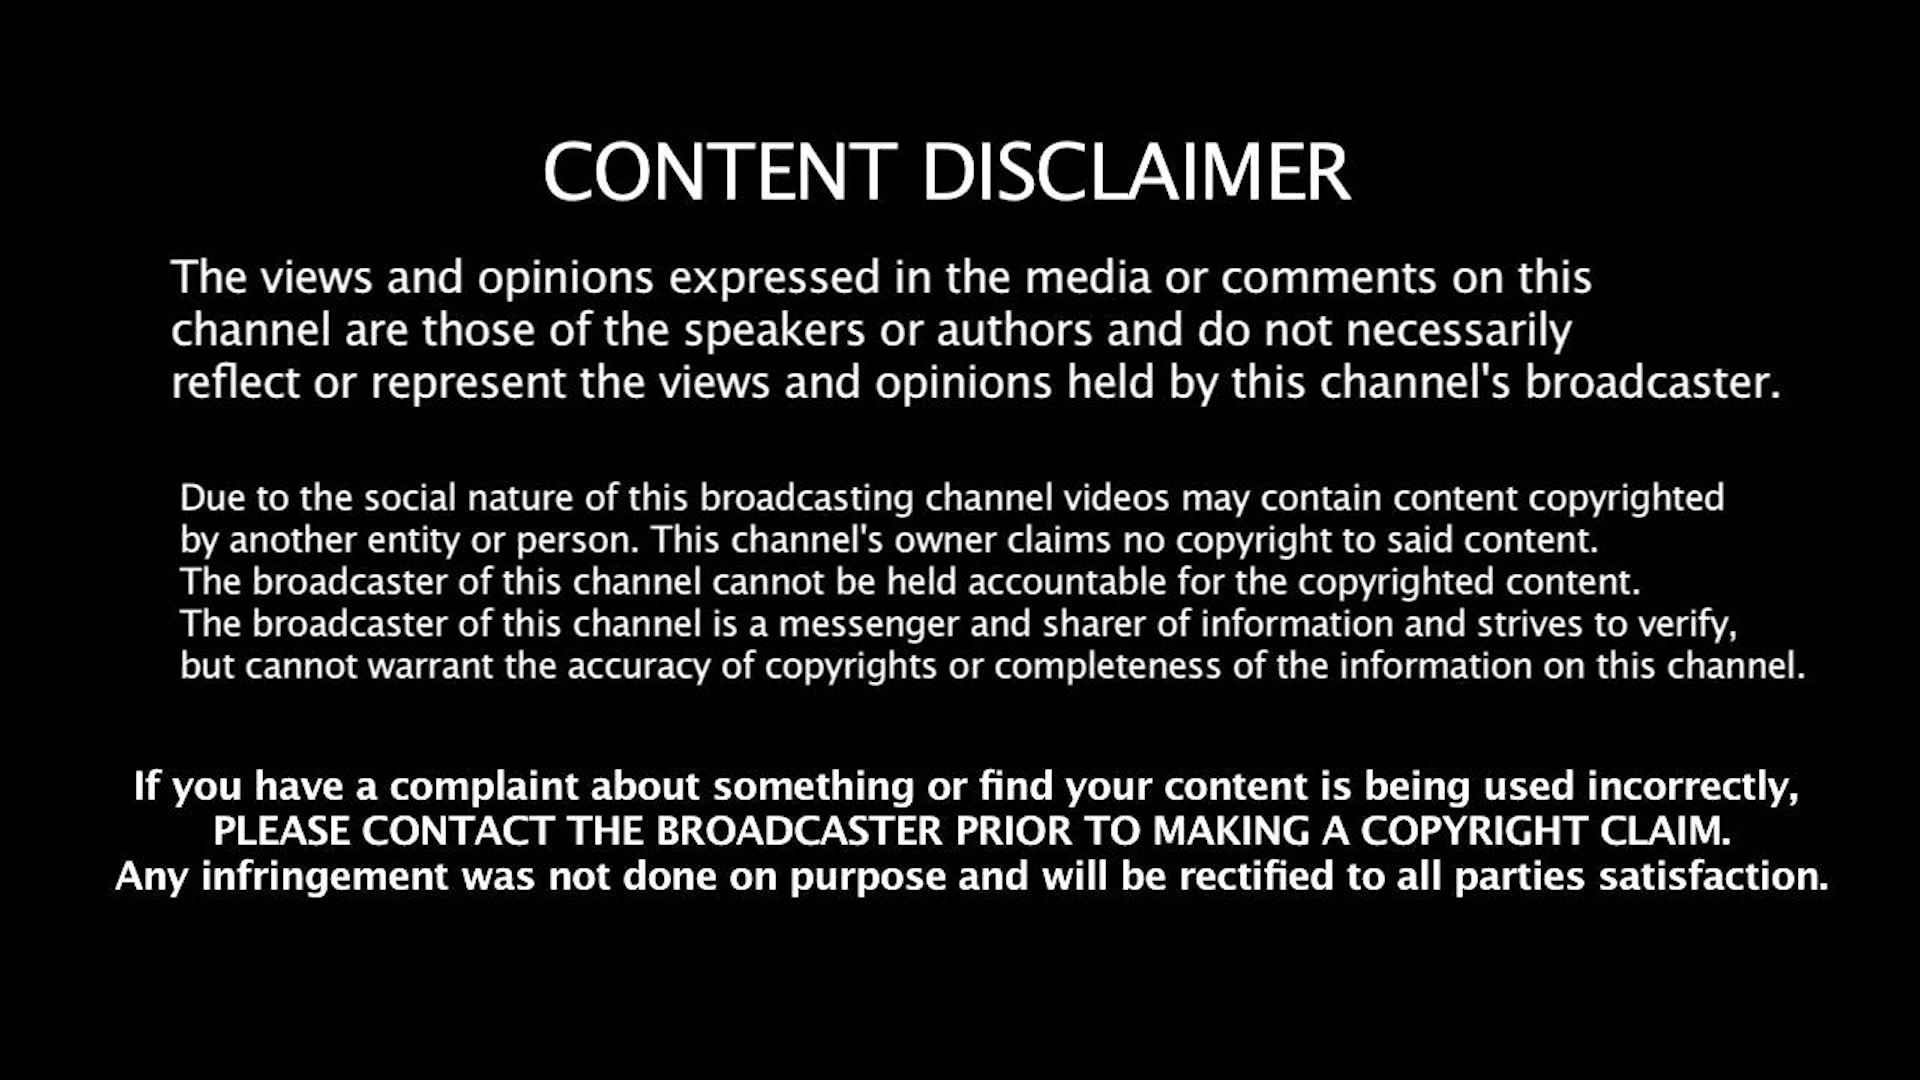 CONTENT DISCLAIMER
The views and opinions expressed in the media or comments on this
channel are those of the speakers or authors and do not necessarily
reflect or represent the views and opinions held by this channel's broadcaster.
Due to the social nature of this broadcasting channel videos may contain content copyrighted
by another entity or person. This channel's owner claims no copyright to said content.
The broadcaster of this channel cannot be held accountable for the copyrighted content.
The broadcaster of this channel is a messenger and sharer of information and strives to verify,
but cannot warrant the accuracy of copyrights or completeness of the information on this channel.
If you have a complaint about something or find your content is being used incorrectly,
PLEASE CONTACT THE BROADCASTER PRIOR TO MAKING A COPYRIGHT CLAIM.
Any infringement was not done on purpose and will be rectified to all parties satisfaction.